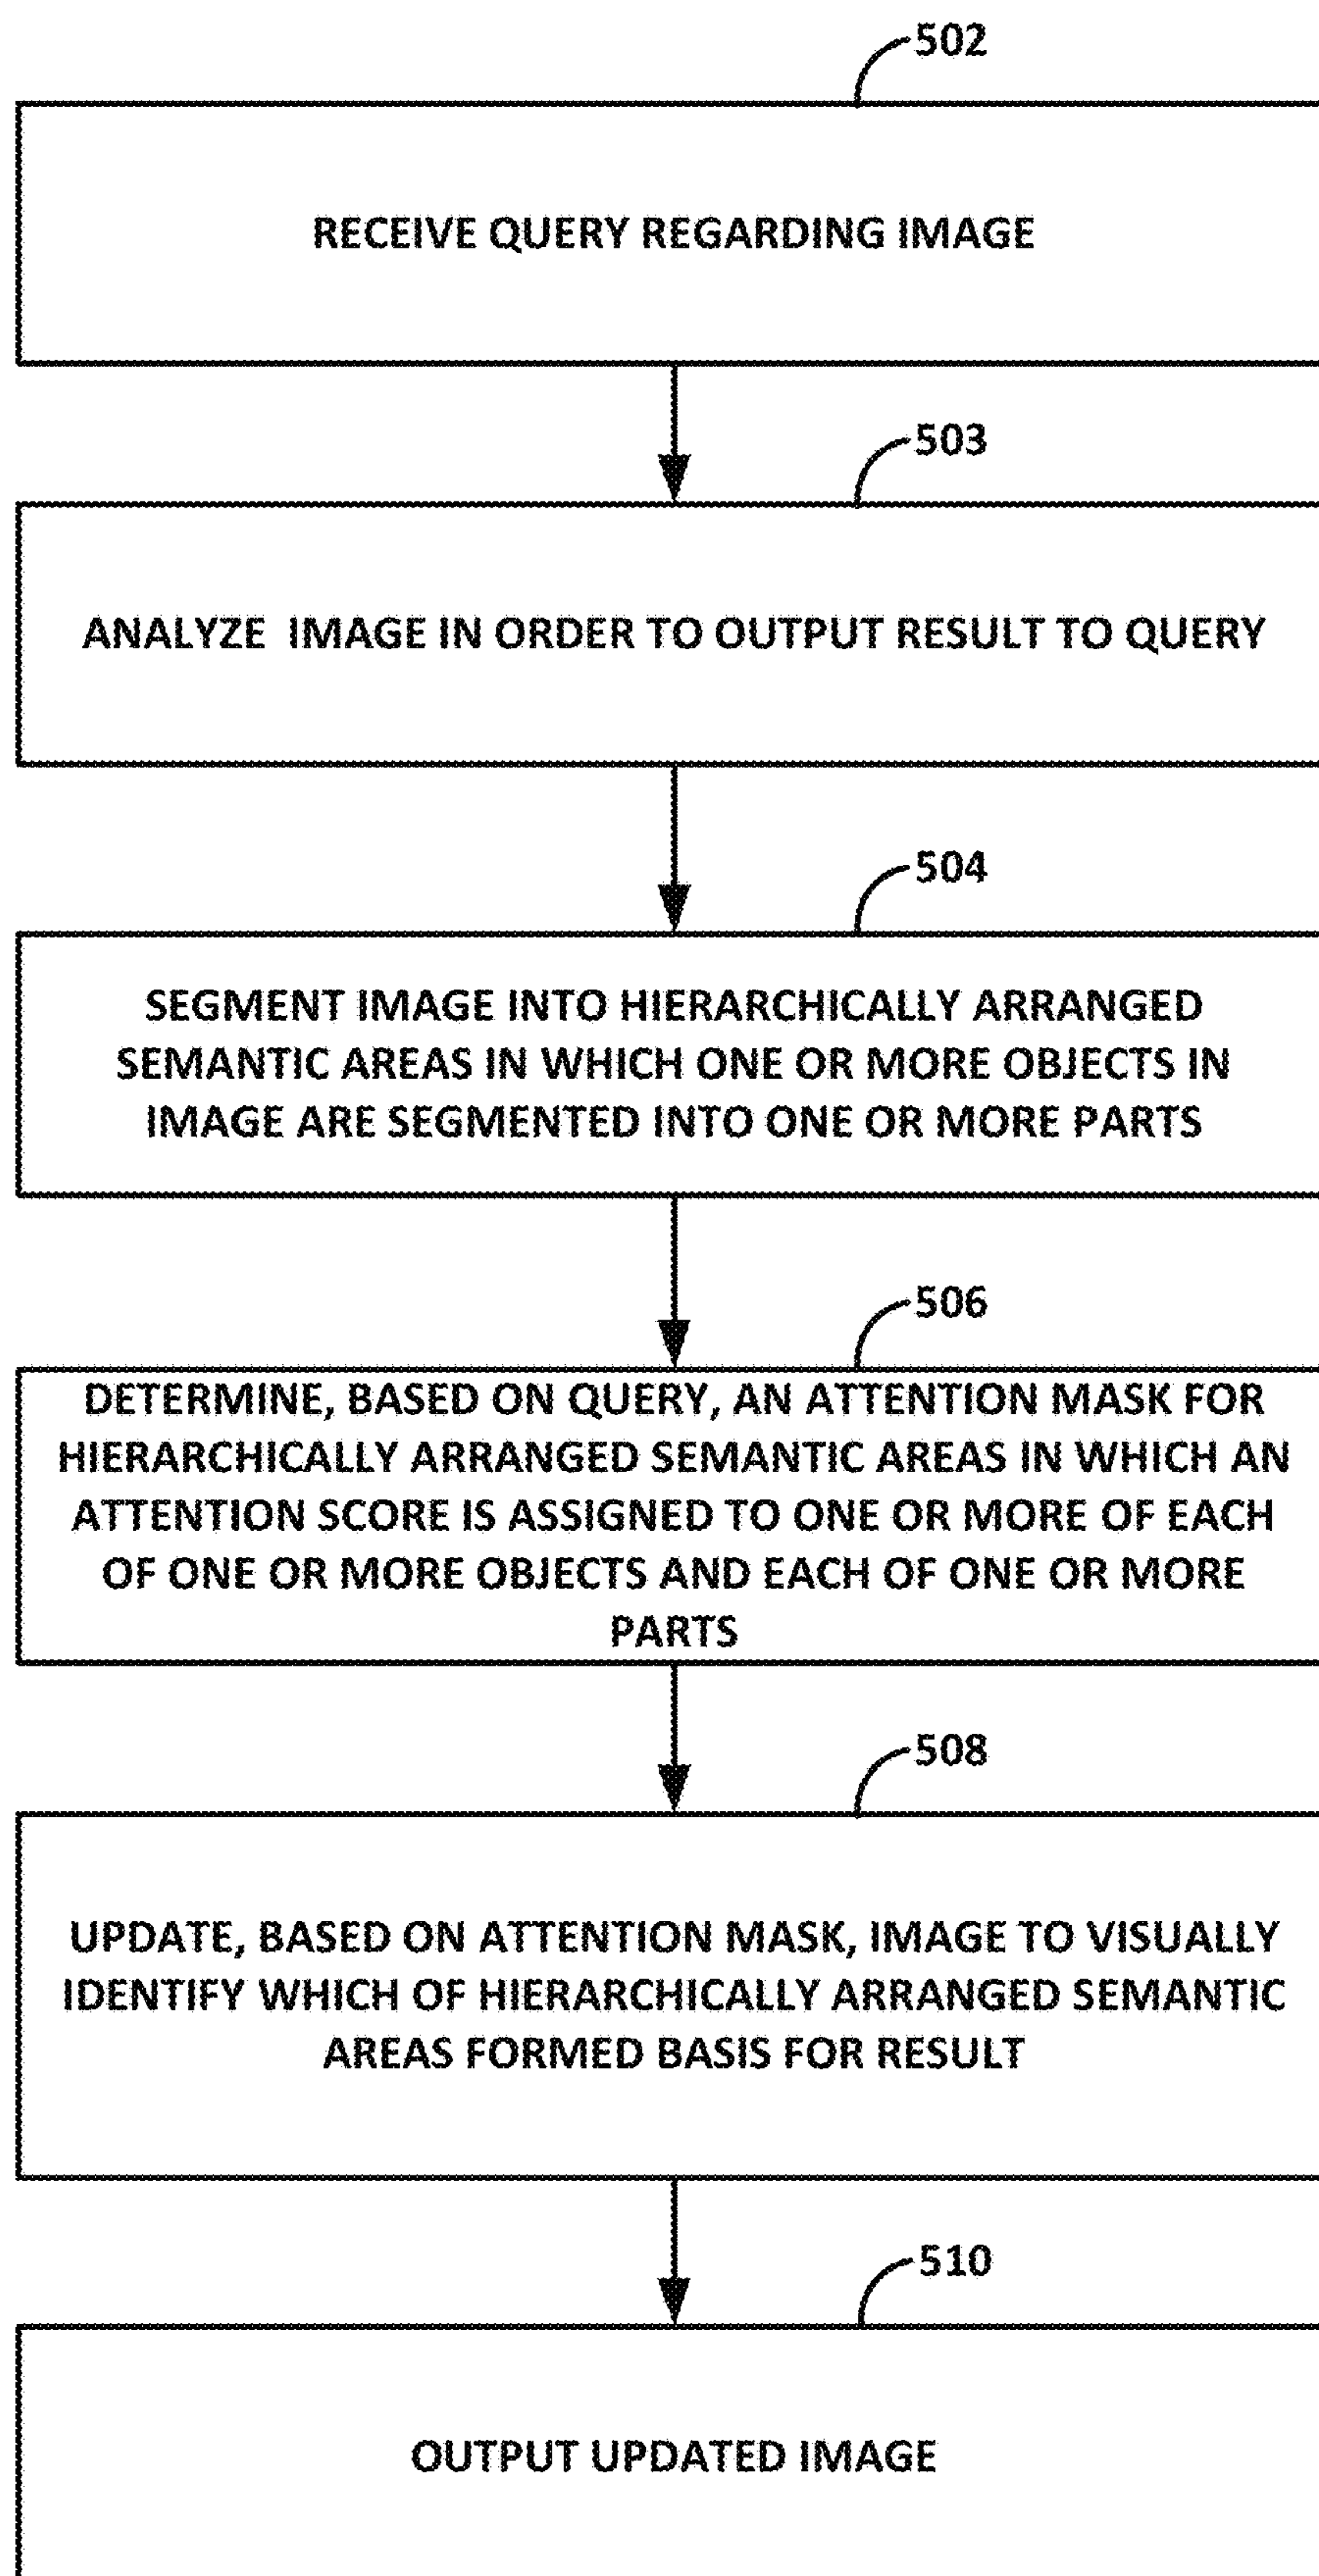 502
RECEIVE QUERY REGARDING IMAGE
503
ANALYZE IMAGE IN ORDER TO OUTPUT RESULT TO QUERY
504
SEGMENT IMAGE INTO HIERARCHICALLY ARRANGED
SEMANTIC AREAS IN WHICH ONE OR MORE OBJECTS IN
IMAGE ARE SEGMENTED INTO ONE OR MORE PARTS
506
DETERMINE, BASED ON QUERY, AN ATTENTION MASK FOR
HIERARCHICALLY ARRANGED SEMANTIC AREAS IN WHICH AN
ATTENTION SCORE IS ASSIGNED TO ONE OR MORE OF EACH
OF ONE OR MORE OBJECTS AND EACH OF ONE OR MORE
PARTS
508
UPDATE, BASED ON ATTENTION MASK, IMAGE TO VISUALLY
IDENTIFY WHICH OF HIERARCHICALLY ARRANGED SEMANTIC
AREAS FORMED BASIS FOR RESULT
510
OUTPUT UPDATED IMAGE